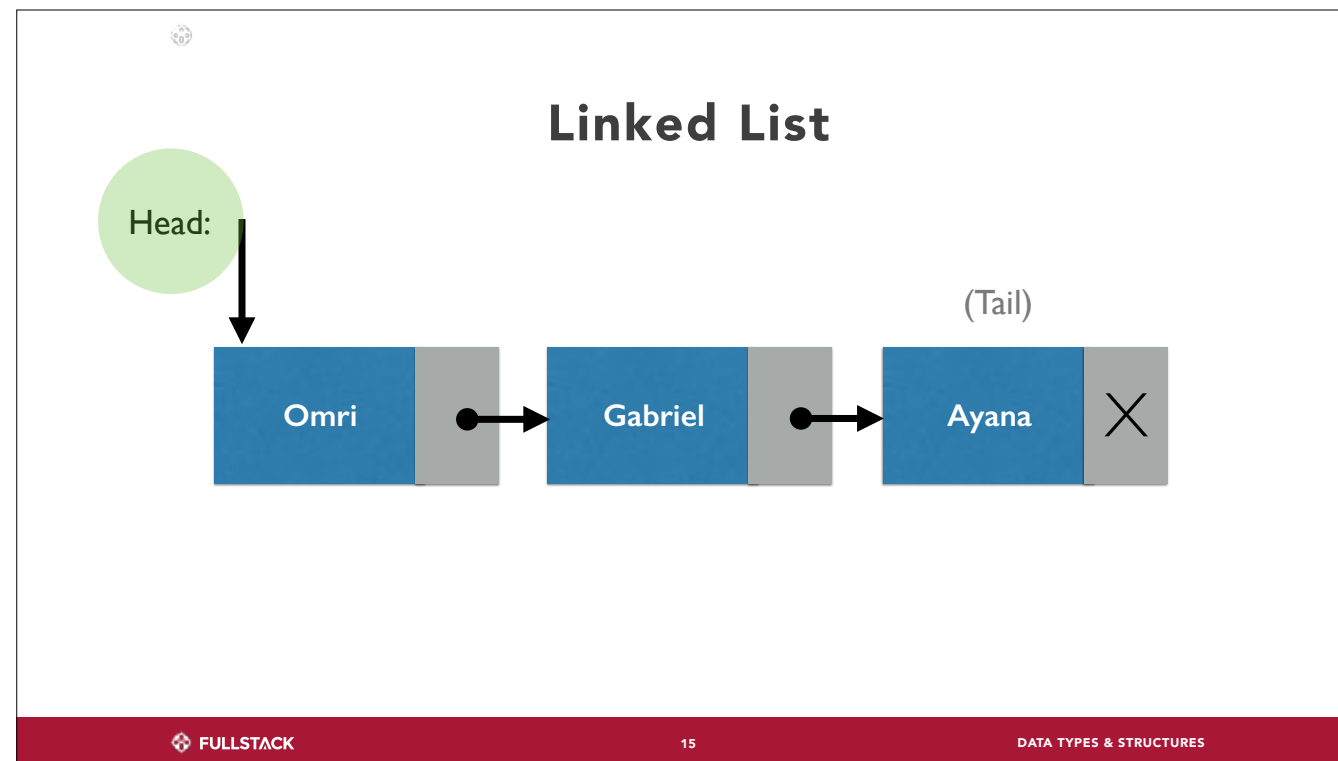 Linked List
Head:
(Tail)
Omri
Gabriel
Ayana
X
FULLSTACK
15
DATA TYPES & STRUCTURES